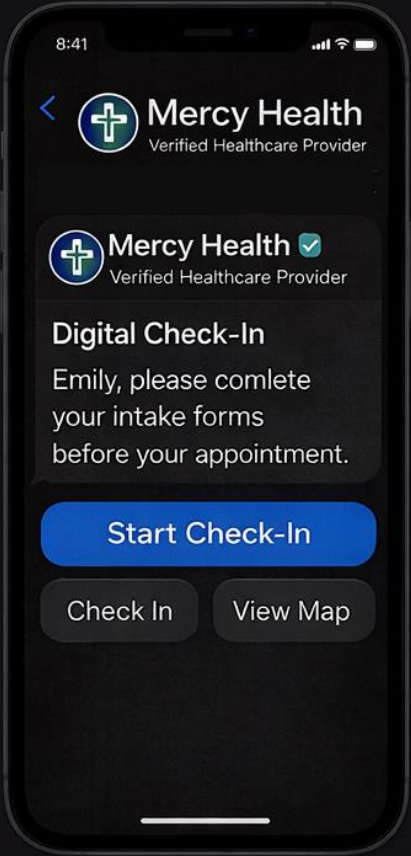 8:41
Mercy Health
Verified Healthcare Provider
Mercy Health
Verified Healthcare Provider
Digital Check-In
Emily, please comlete
your intake forms
before your appointment.
Start Check-In
Check In
View Map